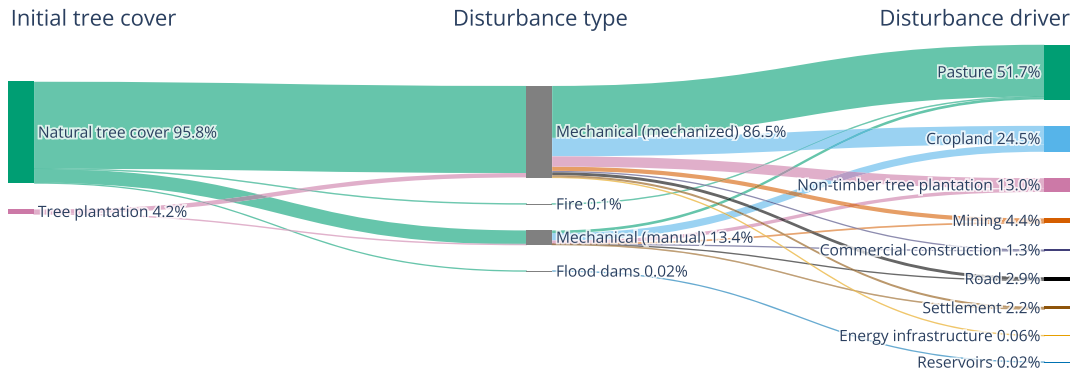 Initial tree cover
Disturbance type
Disturbance driver
Natural tree cover 95.8%
Tree plantation 4.2%
Mechanical (mechanized) 86.5%
Fire 0.1%
Mechanical (manual) 13.4%
Flood dams 0.02%
Pasture 51.7%
Cropland 24.5%
Non-timber tree plantation 13.0%
Mining 4.4%
Commercial construction 1.3%
Road 2.9%
Settlement 2.2%
Energy infrastructure 0.06%
Reservoirs 0.02%